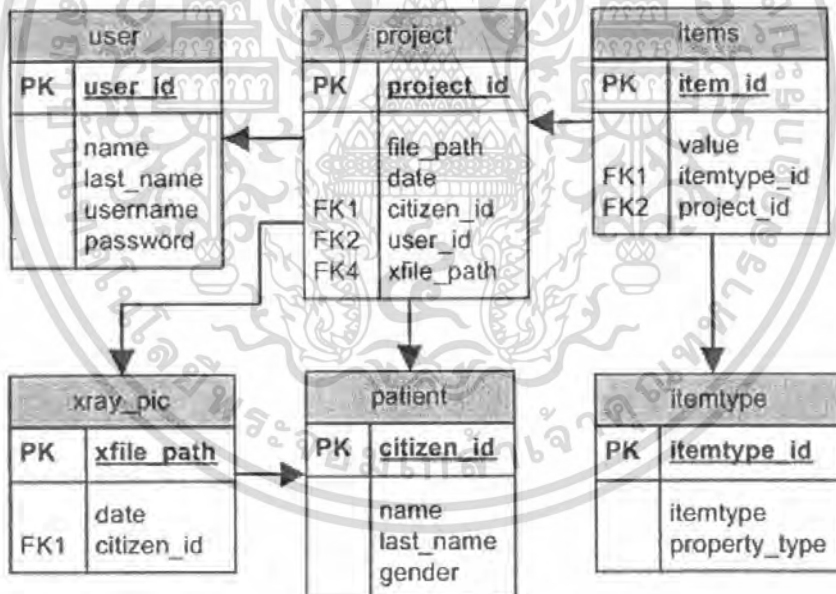 user
PK user_id
name
last_name
username
password
project
PK project_id
file_path
date
FK1 citizen_id
FK2 user_id
FK4 xfile_path
items
PK item_id
value
FK1 itemtype_id
FK2 project_id
xray_pic
PK xfile_path
date
FK1 citizen_id
patient
PK citizen_id
name
last_name
gender
itemtype
PK itemtype_id
itemtype
property_type